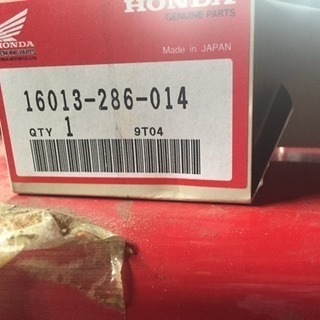 HONDA
HONDA
GENUINE PARTS
Made in JAPAN
16013-286-014
QTY 1 9T04